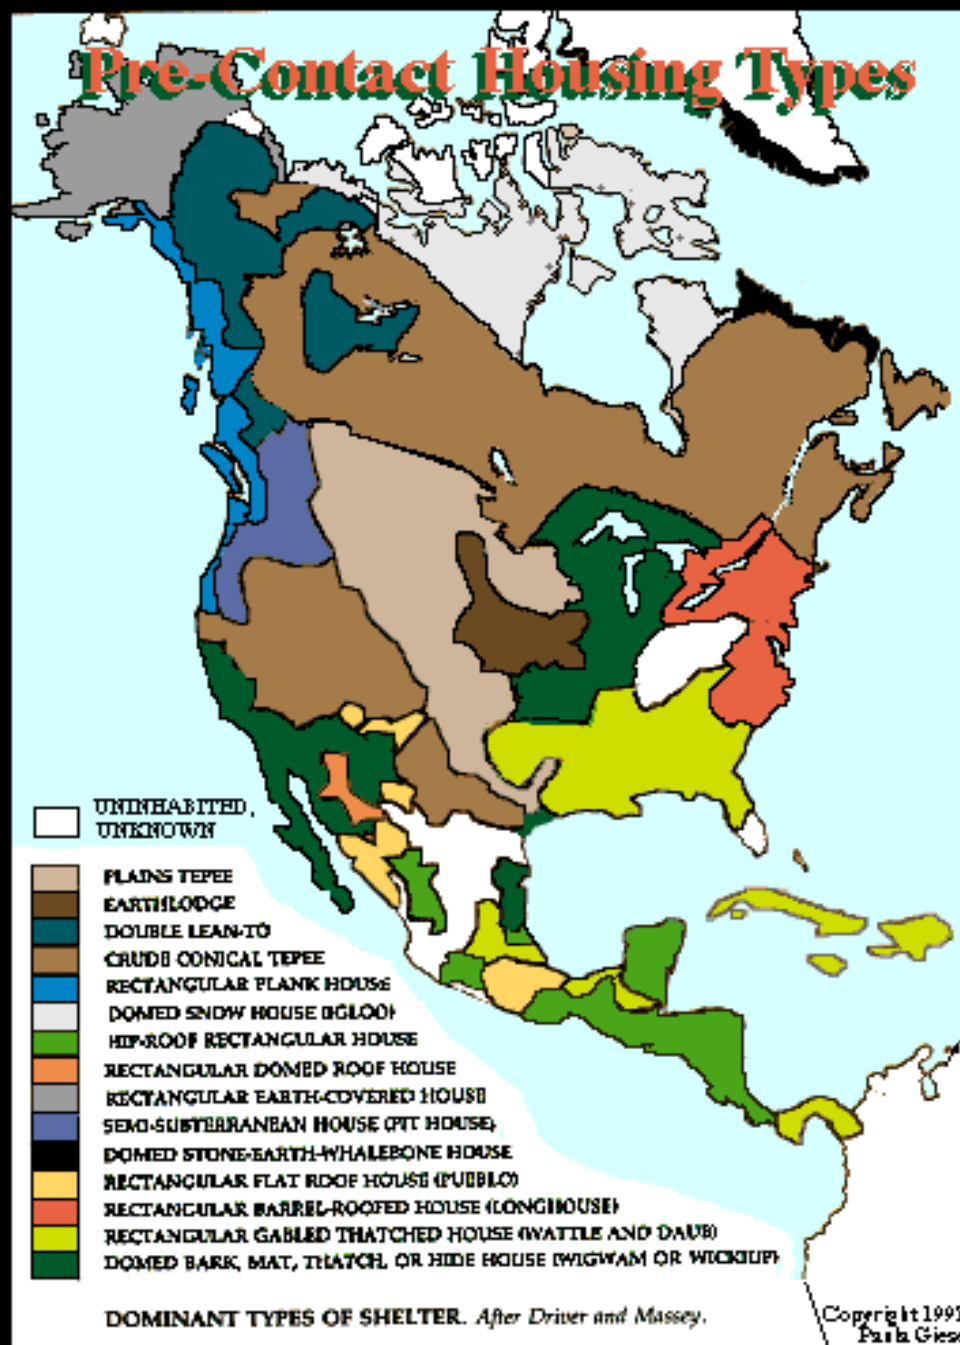 Pre-Contact Housing Types
UNINHABITED,
UNKNOWN
PLAINS TEPEE
EARTHLODGE
DOUBLE LEAN-TO
CRUDE CONICAL TEPEE
RECTANGULAR PLANK HOUSE
DOMED SNOW HOUSE (IGLOO)
HIP-ROOF RECTANGULAR HOUSE
RECTANGULAR DOMED ROOF HOUSE
RECTANGULAR EARTH-COVERED HOUSE
SEMI-SUBTERRANEAN HOUSE (PIT HOUSE)
DOMED STONE-EARTH-WHALEBONE HOUSE
RECTANGULAR FLAT ROOF HOUSE (PUEBLO)
RECTANGULAR BARREL-ROOFED HOUSE (LONGHOUSE)
RECTANGULAR GABLED THATCHED HOUSE (WATTLE AND DAUB)
DOMED BARK, MAT, THATCH, OR HIDE HOUSE (WIGWAM OR WICKIUP)
DOMINANT TYPES OF SHELTER. After Driver and Massey.
Copyright 199
Paula Giese